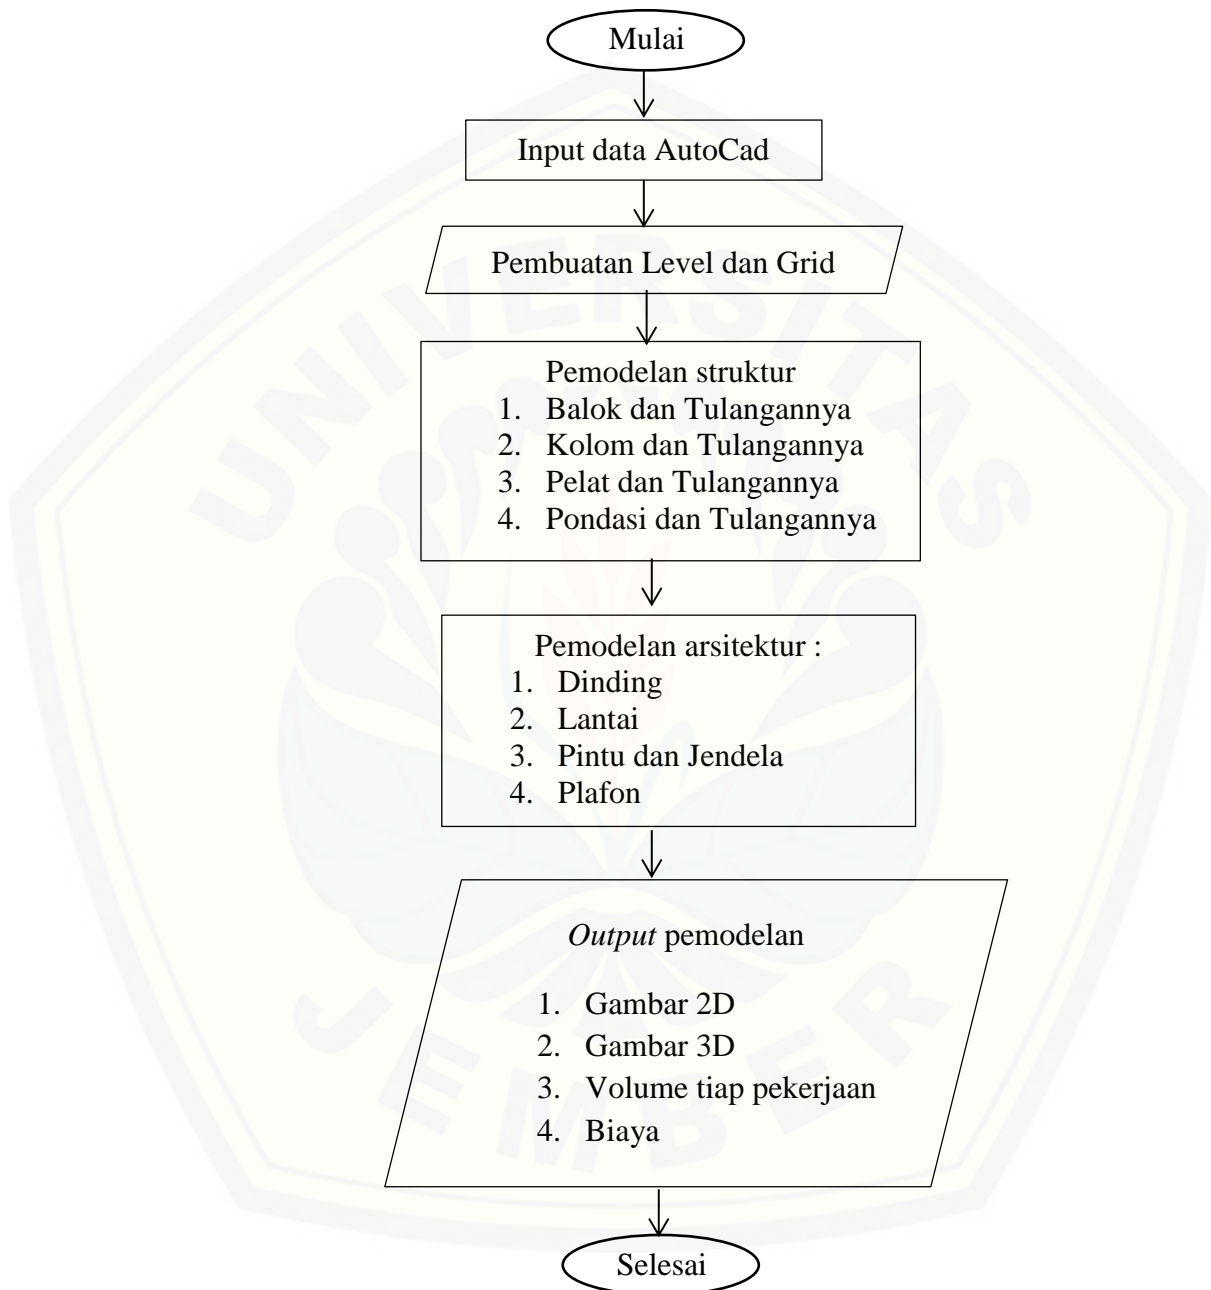 Mulai
Input data AutoCad
Pembuatan Level dan Grid
Pemodelan struktur
1. Balok dan Tulangannya
2. Kolom dan Tulangannya
3. Pelat dan Tulangannya
4. Pondasi dan Tulangannya
Pemodelan arsitektur :
1. Dinding
2. Lantai
3. Pintu dan Jendela
4. Plafon
Output pemodelan
1. Gambar 2D
2. Gambar 3D
3. Volume tiap pekerjaan
4. Biaya
Selesai
UNIVERSITAS
JEMBER